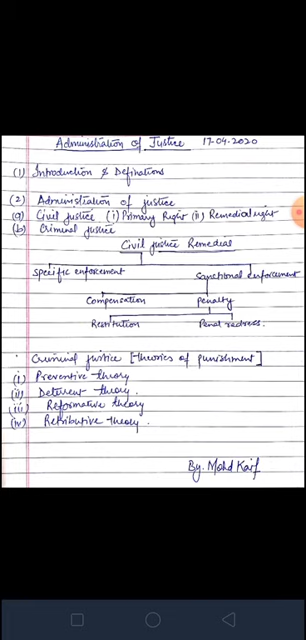 Administration of Justice 17-04-2020
(1) Introduction & Definations
(2) Administration of justice
(a) Civil justice (i) Primary Right (ii) Remedial right
(b) Criminal justice
Civil justice Remedial
Specific enforcement Sanctional enforcement
Compensation Penalty
Restitution Penal redress.
Criminal justice [theories of punishment]
(i) Preventive theory
(ii) Deterrent theory.
(iii) Reformative theory
(iv) Retributive theory.
By. Mohd Kaif